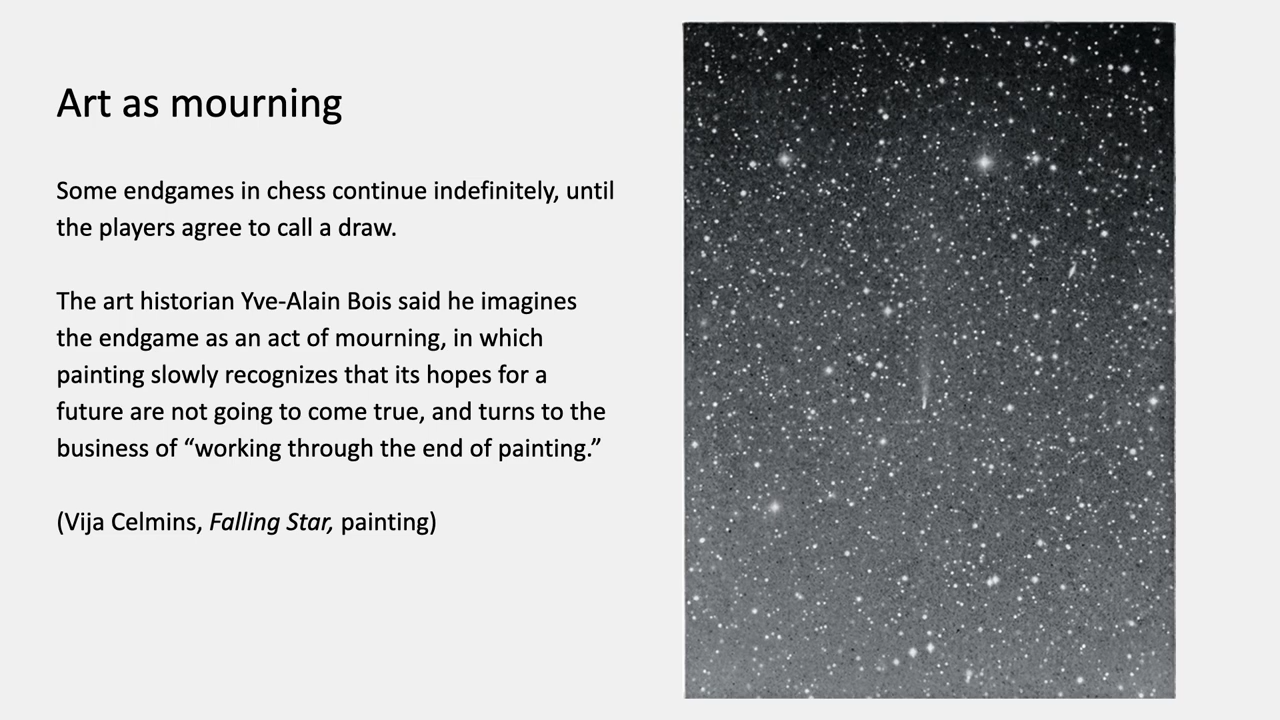 Art as mourning
Some endgames in chess continue indefinitely, until
the players agree to call a draw.
The art historian Yve-Alain Bois said he imagines
the endgame as an act of mourning, in which
painting slowly recognizes that its hopes for a
future are not going to come true, and turns to the
business of “working through the end of painting.”
(Vija Celmins, Falling Star, painting)